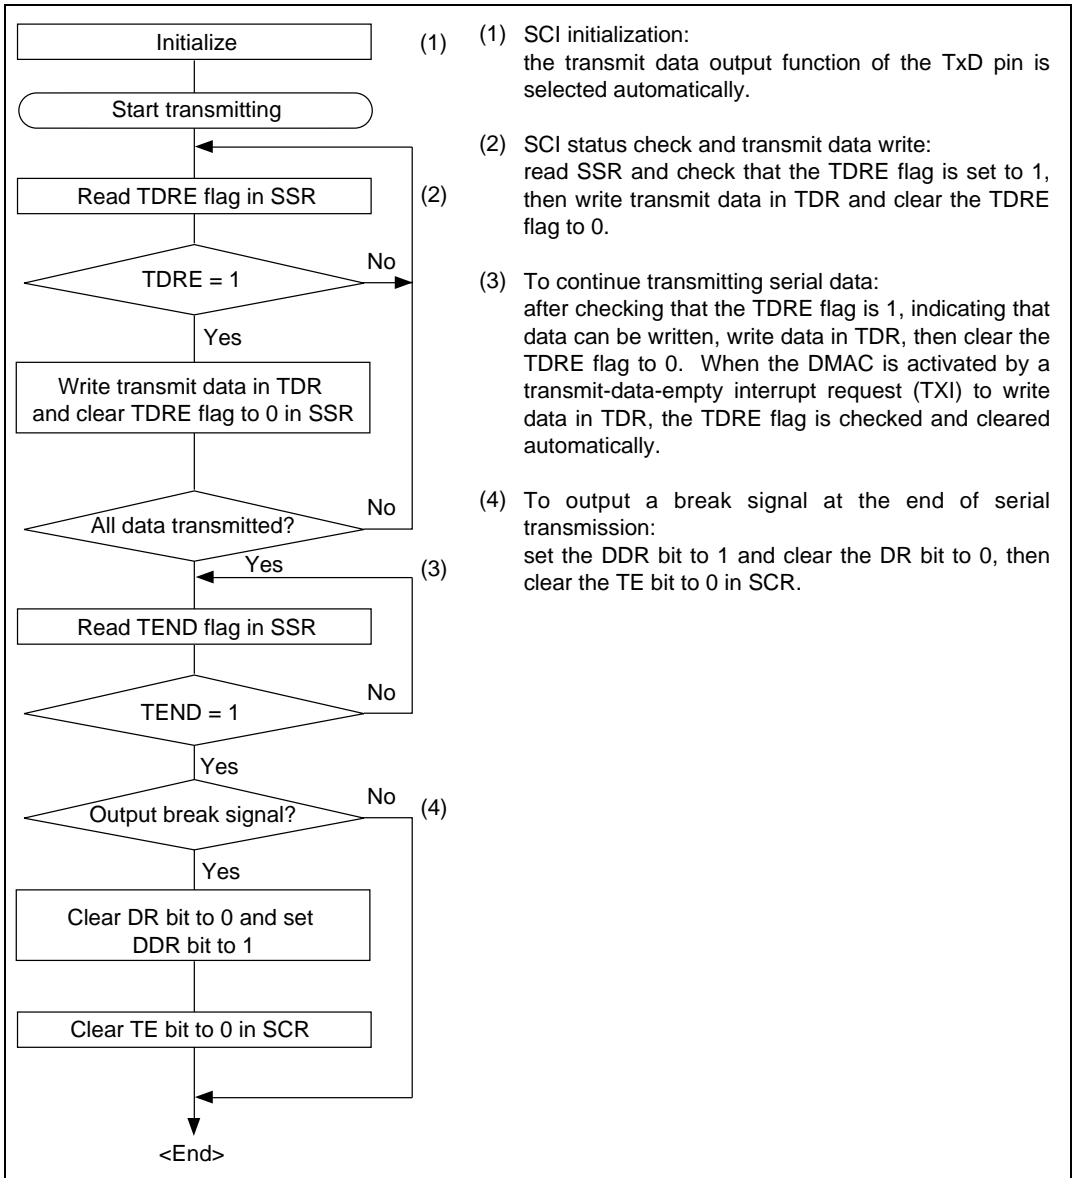 Initialize
(1)
Start transmitting
Read TDRE flag in SSR
(2)
TDRE = 1
No
Yes
Write transmit data in TDR
and clear TDRE flag to 0 in SSR
All data transmitted?
No
Yes
(3)
Read TEND flag in SSR
TEND = 1
No
Yes
Output break signal?
No
(4)
Yes
Clear DR bit to 0 and set
DDR bit to 1
Clear TE bit to 0 in SCR
<End>
(1) SCI initialization:
the transmit data output function of the TxD pin is
selected automatically.
(2) SCI status check and transmit data write:
read SSR and check that the TDRE flag is set to 1,
then write transmit data in TDR and clear the TDRE
flag to 0.
(3) To continue transmitting serial data:
after checking that the TDRE flag is 1, indicating that
data can be written, write data in TDR, then clear the
TDRE flag to 0. When the DMAC is activated by a
transmit-data-empty interrupt request (TXI) to write
data in TDR, the TDRE flag is checked and cleared
automatically.
(4) To output a break signal at the end of serial
transmission:
set the DDR bit to 1 and clear the DR bit to 0, then
clear the TE bit to 0 in SCR.